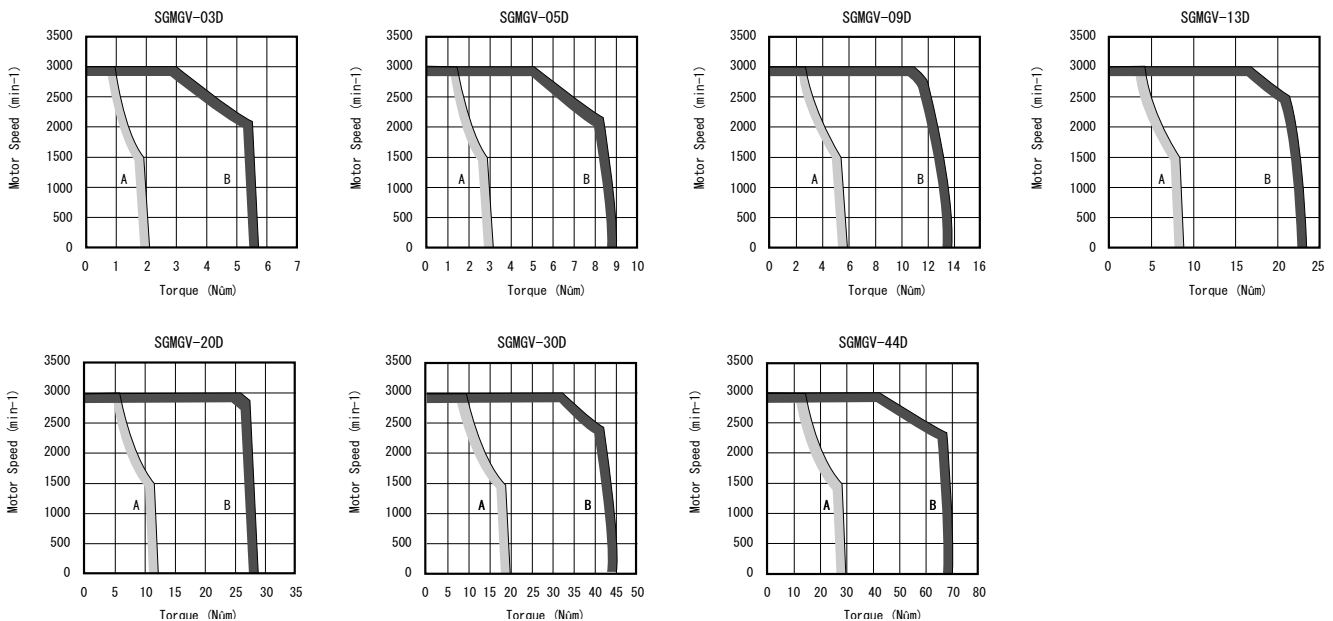 SGMGV-03D
3500
3000
2500
2000
1500
1000
500
0
Motor Speed (min-1)
A
B
0 1 2 3 4 5 6 7
Torque (Nûm)
SGMGV-05D
3500
3000
2500
2000
1500
1000
500
0
Motor Speed (min-1)
A
B
0 1 2 3 4 5 6 7 8 9 10
Torque (Nûm)
SGMGV-09D
3500
3000
2500
2000
1500
1000
500
0
Motor Speed (min-1)
A
B
0 2 4 6 8 10 12 14 16
Torque (Nûm)
SGMGV-13D
3500
3000
2500
2000
1500
1000
500
0
Motor Speed (min-1)
A
B
0 5 10 15 20 25
Torque (Nûm)
SGMGV-20D
3500
3000
2500
2000
1500
1000
500
0
Motor Speed (min-1)
A
B
0 5 10 15 20 25 30 35
Torque (Nûm)
SGMGV-30D
3500
3000
2500
2000
1500
1000
500
0
Motor Speed (min-1)
A
B
0 5 10 15 20 25 30 35 40 45 50
Torque (Nûm)
SGMGV-44D
3500
3000
2500
2000
1500
1000
500
0
Motor Speed (min-1)
A
B
0 10 20 30 40 50 60 70 80
Torque (Nûm)